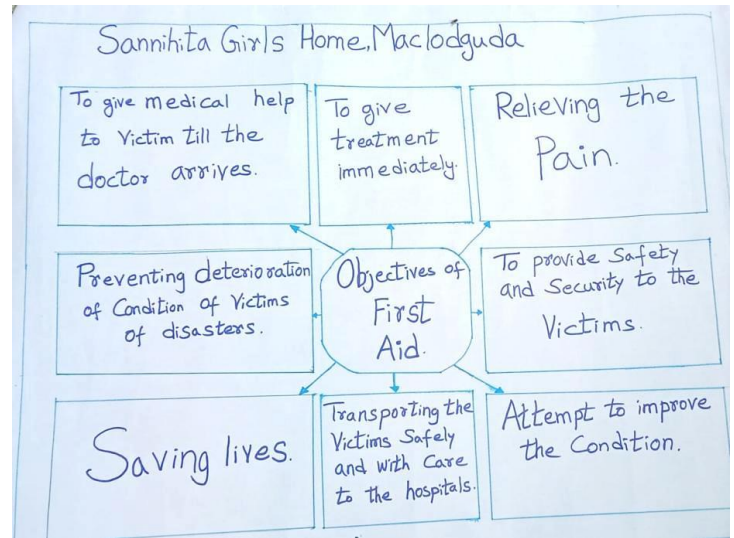 Sannihita Girls Home, Maclodguda
To give medical help
to Victim till the
doctor arrives.
To give
treatment
immediately.
Relieving the
Pain.
Preventing deterioration
of Condition of Victims
of disasters.
Objectives of
First
Aid.
To provide Safety
and Security to the
Victims.
Saving lives.
Transporting the
Victims Safely
and with Care
to the hospitals.
Attempt to improve
the Condition.